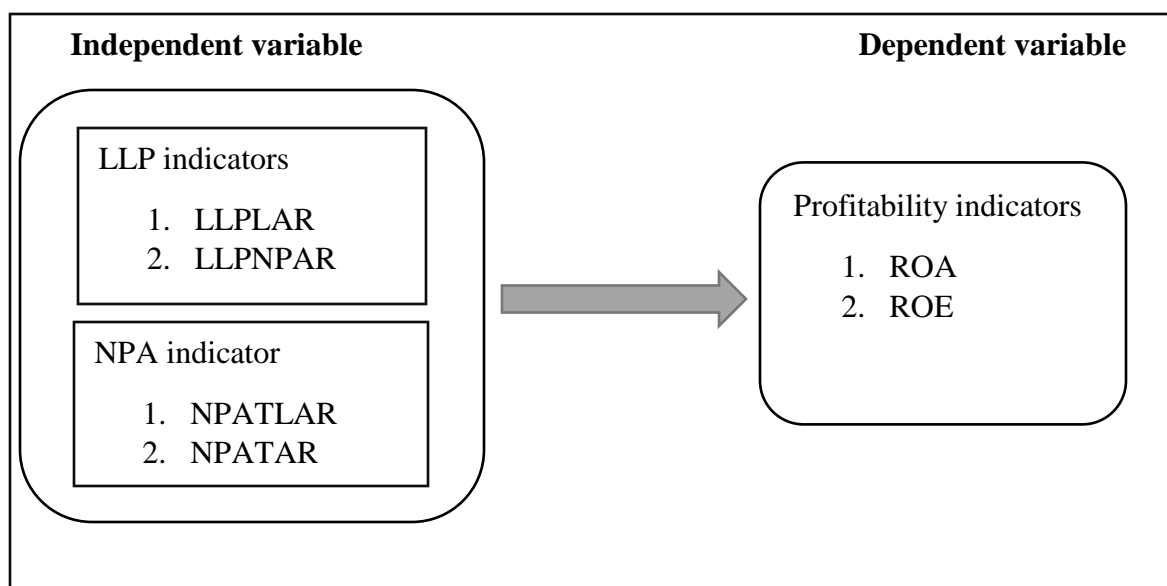 Independent variable
Dependent variable
LLP indicators
1. LLPLAR
2. LLPNPAR
NPA indicator
1. NPATLAR
2. NPATAR
Profitability indicators
1. ROA
2. ROE